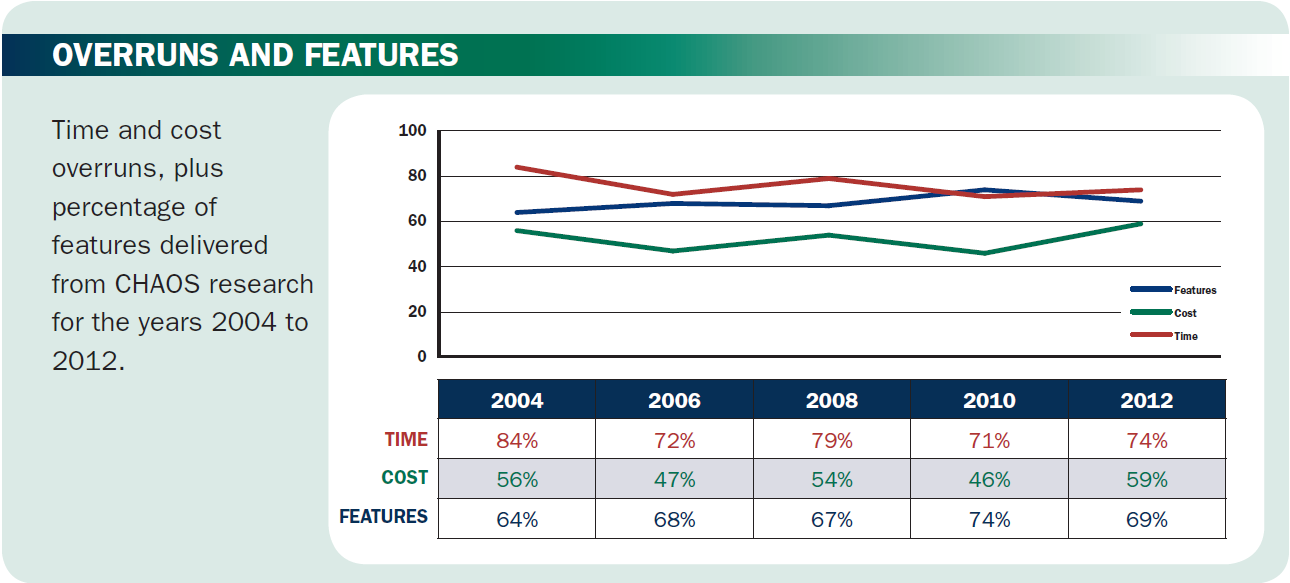 OVERRUNS AND FEATURES
Time and cost
overruns, plus
percentage of
features delivered
from CHAOS research
for the years 2004 to
2012.
100
80
60
40
20
0
Features
Cost
Time
2004 2006 2008 2010 2012
TIME 84% 72% 79% 71% 74%
COST 56% 47% 54% 46% 59%
FEATURES 64% 68% 67% 74% 69%